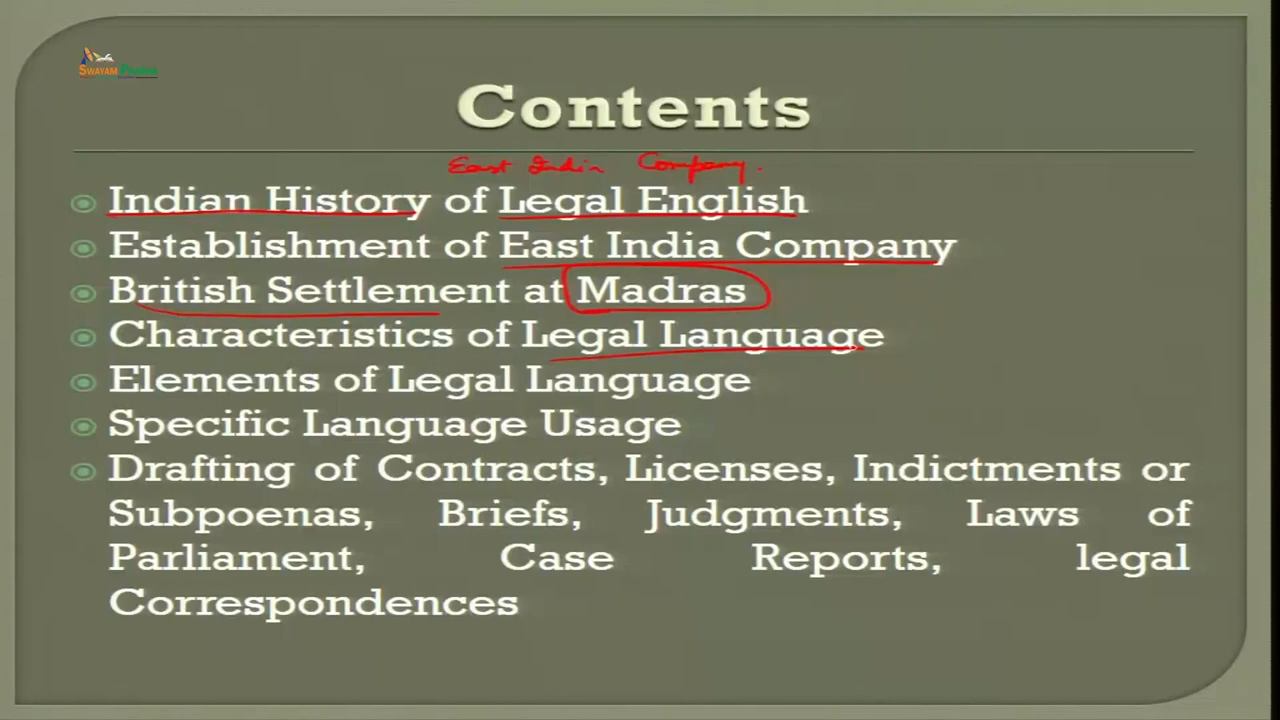 SWAYAM PRABHA
Contents
East India Company.
Indian History of Legal English
Establishment of East India Company
British Settlement at Madras
Characteristics of Legal Language
Elements of Legal Language
Specific Language Usage
Drafting of Contracts, Licenses, Indictments or
Subpoenas, Briefs, Judgments, Laws of
Parliament, Case Reports, legal
Correspondences